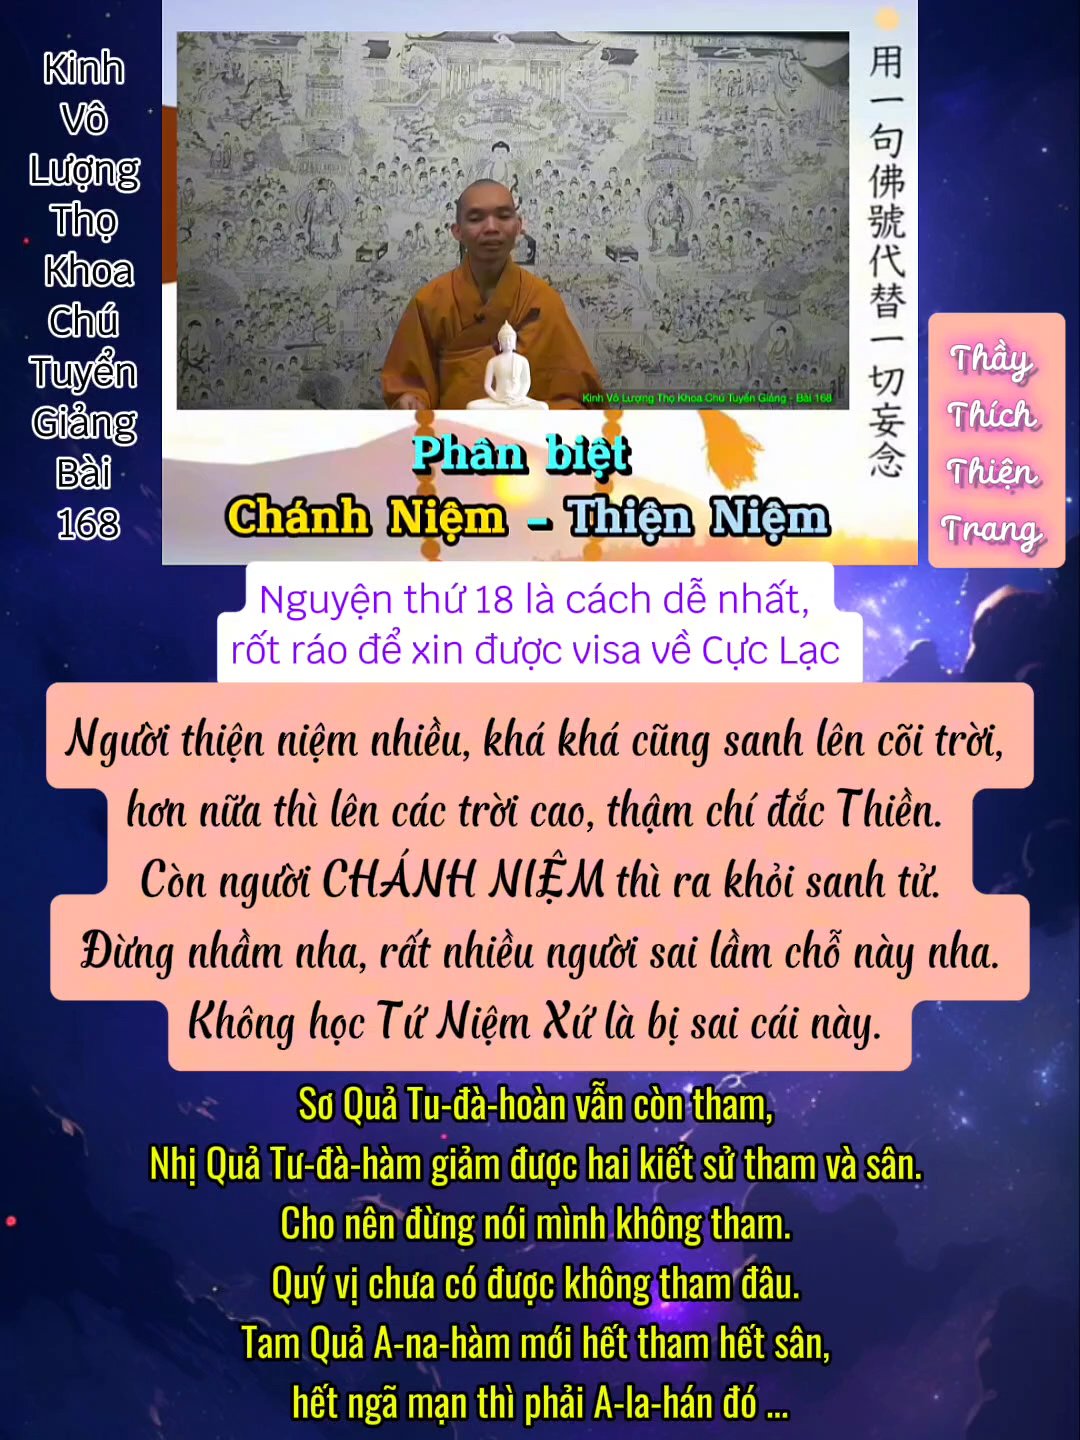 Kinh
Vô
Lượng
Thọ
Khoa
Chú
Tuyển
Giảng
Bài
168
用一句佛號代替一切妄念
Kinh Vô Lượng Thọ Khoa Chú Tuyển Giảng - Bài 168
Thầy
Thích
Thiện
Trang
Phân biệt
Chánh Niệm - Thiện Niệm
Nguyện thứ 18 là cách dễ nhất,
rốt ráo để xin được visa về Cực Lạc
Người thiện niệm nhiều, khá khá cũng sanh lên cõi trời,
hơn nữa thì lên các trời cao, thậm chí đắc Thiền.
Còn người CHÁNH NIỆM thì ra khỏi sanh tử.
Đừng nhầm nha, rất nhiều người sai lầm chỗ này nha.
Không học Tứ Niệm Xứ là bị sai cái này.
Sơ Quả Tu-đà-hoàn vẫn còn tham,
Nhị Quả Tư-đà-hàm giảm được hai kiết sử tham và sân.
Cho nên đừng nói mình không tham.
Quý vị chưa có được không tham đâu.
Tam Quả A-na-hàm mới hết tham hết sân,
hết ngã mạn thì phải A-la-hán đó ...